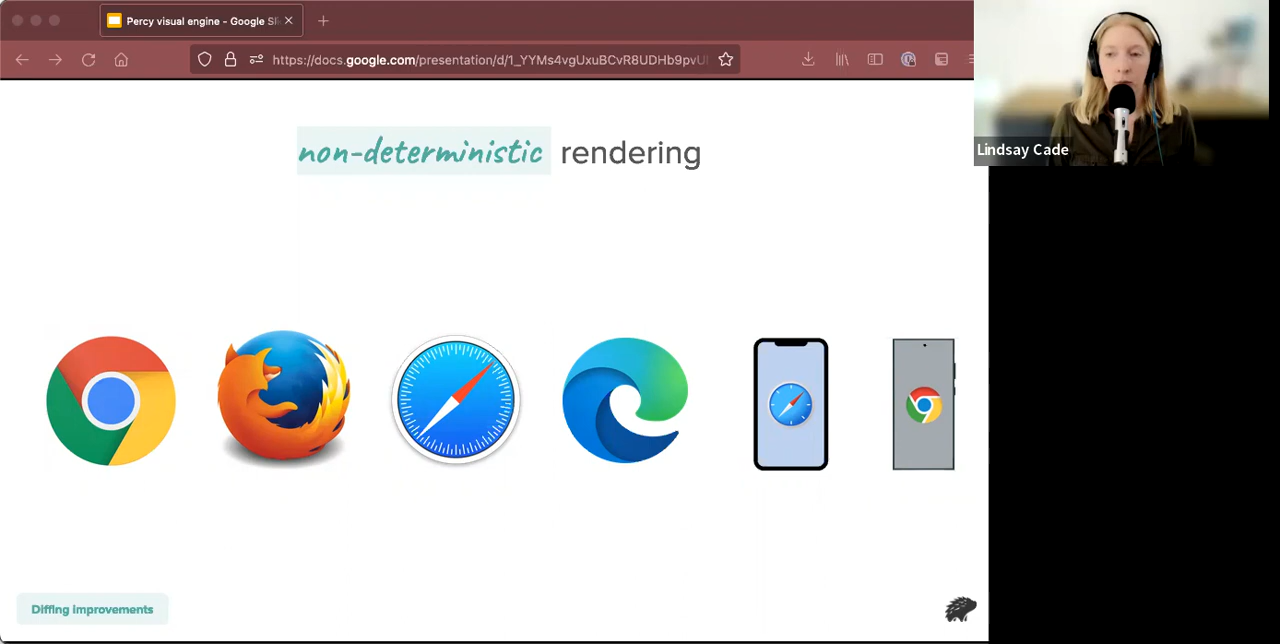 Percy visual engine - Google Sl
https://docs.google.com/presentation/d/1_YYMs4vgUxuBCvR8UDHb9pvU
Lindsay Cade
non-deterministic rendering
Diffing improvements